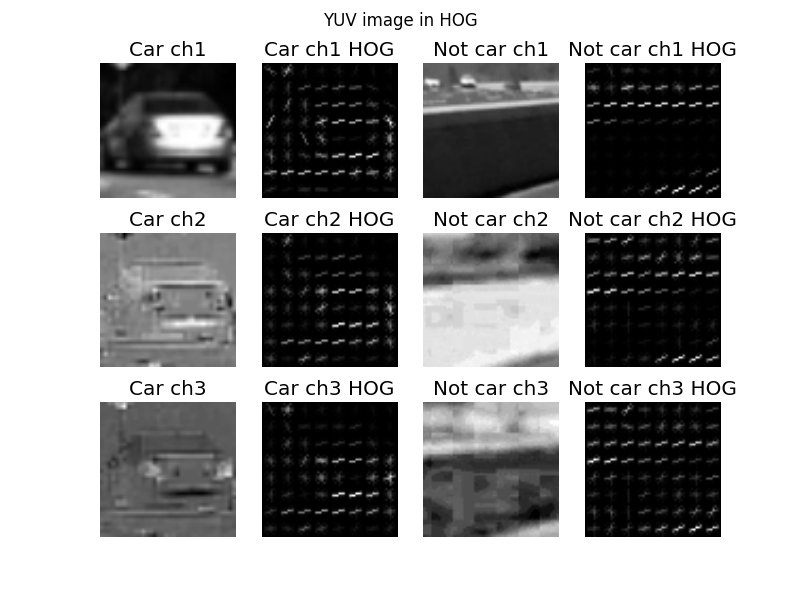 YUV image in HOG
Car ch1 Car ch1 HOG Not car ch1 Not car ch1 HOG
Car ch2 Car ch2 HOG Not car ch2 Not car ch2 HOG
Car ch3 Car ch3 HOG Not car ch3 Not car ch3 HOG